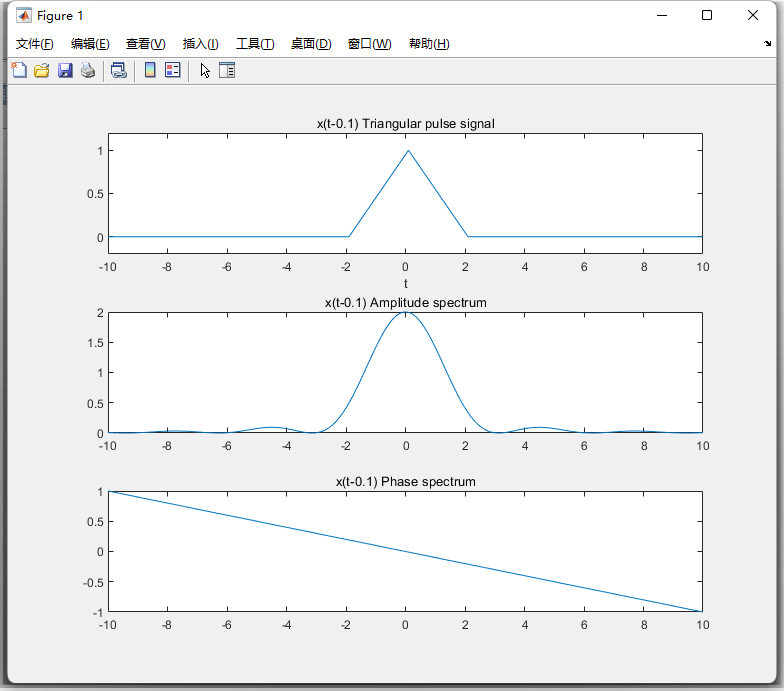 Figure 1
文件(F) 编辑(E) 查看(V) 插入(I) 工具(T) 桌面(D) 窗口(W) 帮助(H)
x(t-0.1) Triangular pulse signal
1
0.5
0
-10 -8 -6 -4 -2 0 2 4 6 8 10
t
x(t-0.1) Amplitude spectrum
2
1.5
1
0.5
0
-10 -8 -6 -4 -2 0 2 4 6 8 10
x(t-0.1) Phase spectrum
1
0.5
0
-0.5
-1
-10 -8 -6 -4 -2 0 2 4 6 8 10